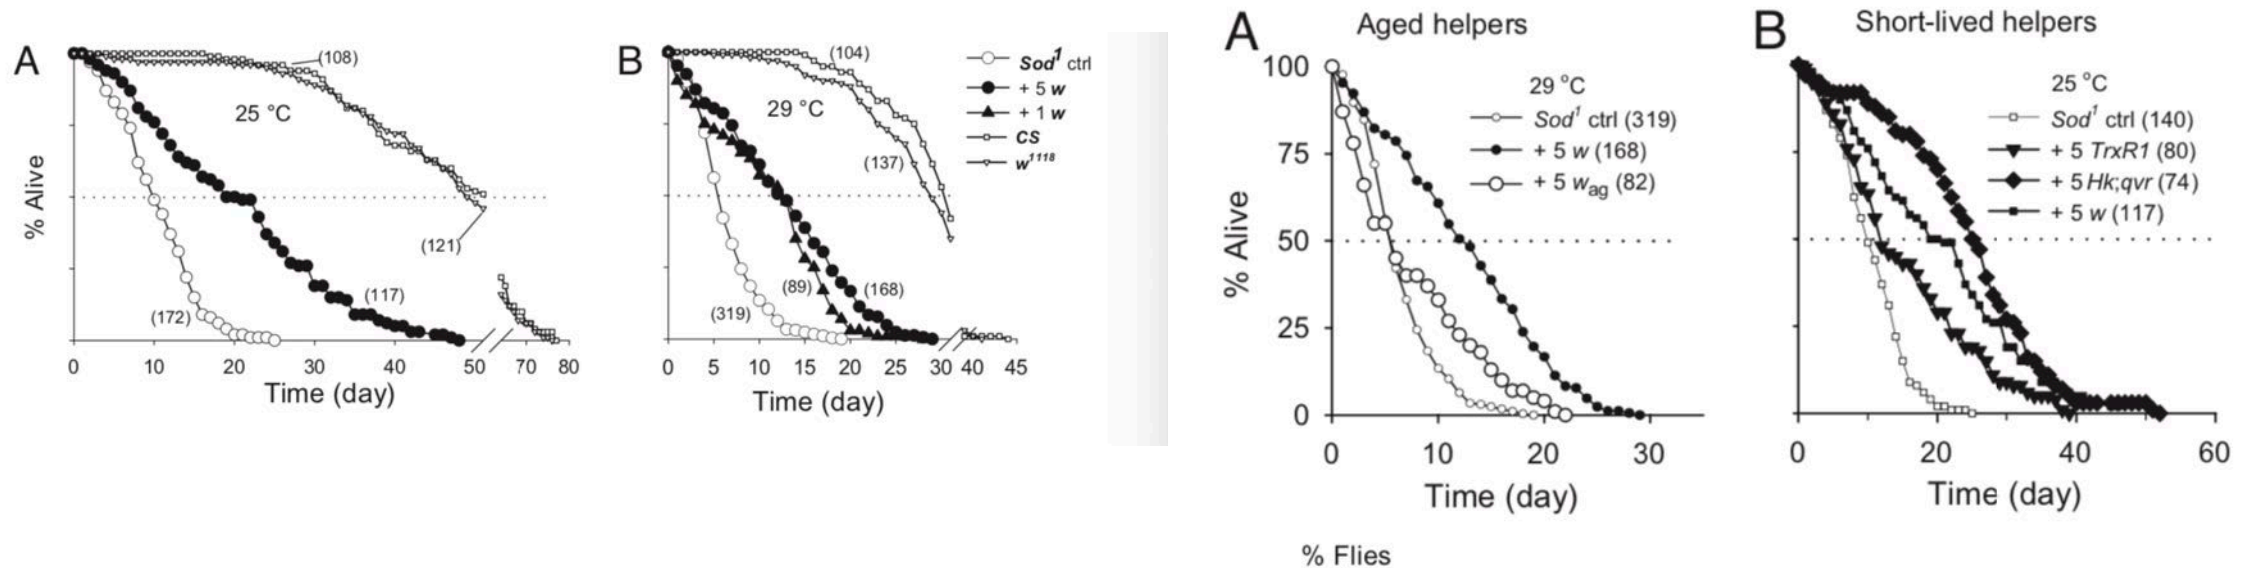 A
(108)
25 °C
% Alive
(121)
(172)
(117)
0
10
20
30
40
50
70
80
Time (day)
B
(104)
29 °C
(137)
(89)
(168)
(319)
0
5
10
15
20
25
30
40
45
Time (day)
Sod¹ ctrl
+ 5 w
+ 1 w
CS
w¹¹¹⁸
A
Aged helpers
100
75
50
25
0
% Alive
29 °C
Sod¹ ctrl (319)
+ 5 w (168)
+ 5 wag (82)
0
10
20
30
Time (day)
% Flies
B
Short-lived helpers
25 °C
Sod¹ ctrl (140)
+ 5 TrxR1 (80)
+ 5 Hk;qvr (74)
+ 5 w (117)
0
20
40
60
Time (day)